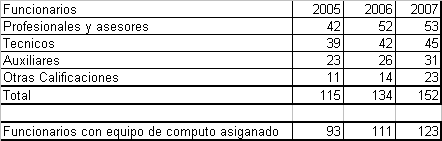 Funcionarios 2005 2006 2007
Profesionales y asesores 42 52 53
Tecnicos 39 42 45
Auxiliares 23 26 31
Otras Calificaciones 11 14 23
Total 115 134 152
Funcionarios con equipo de computo asiganado 93 111 123